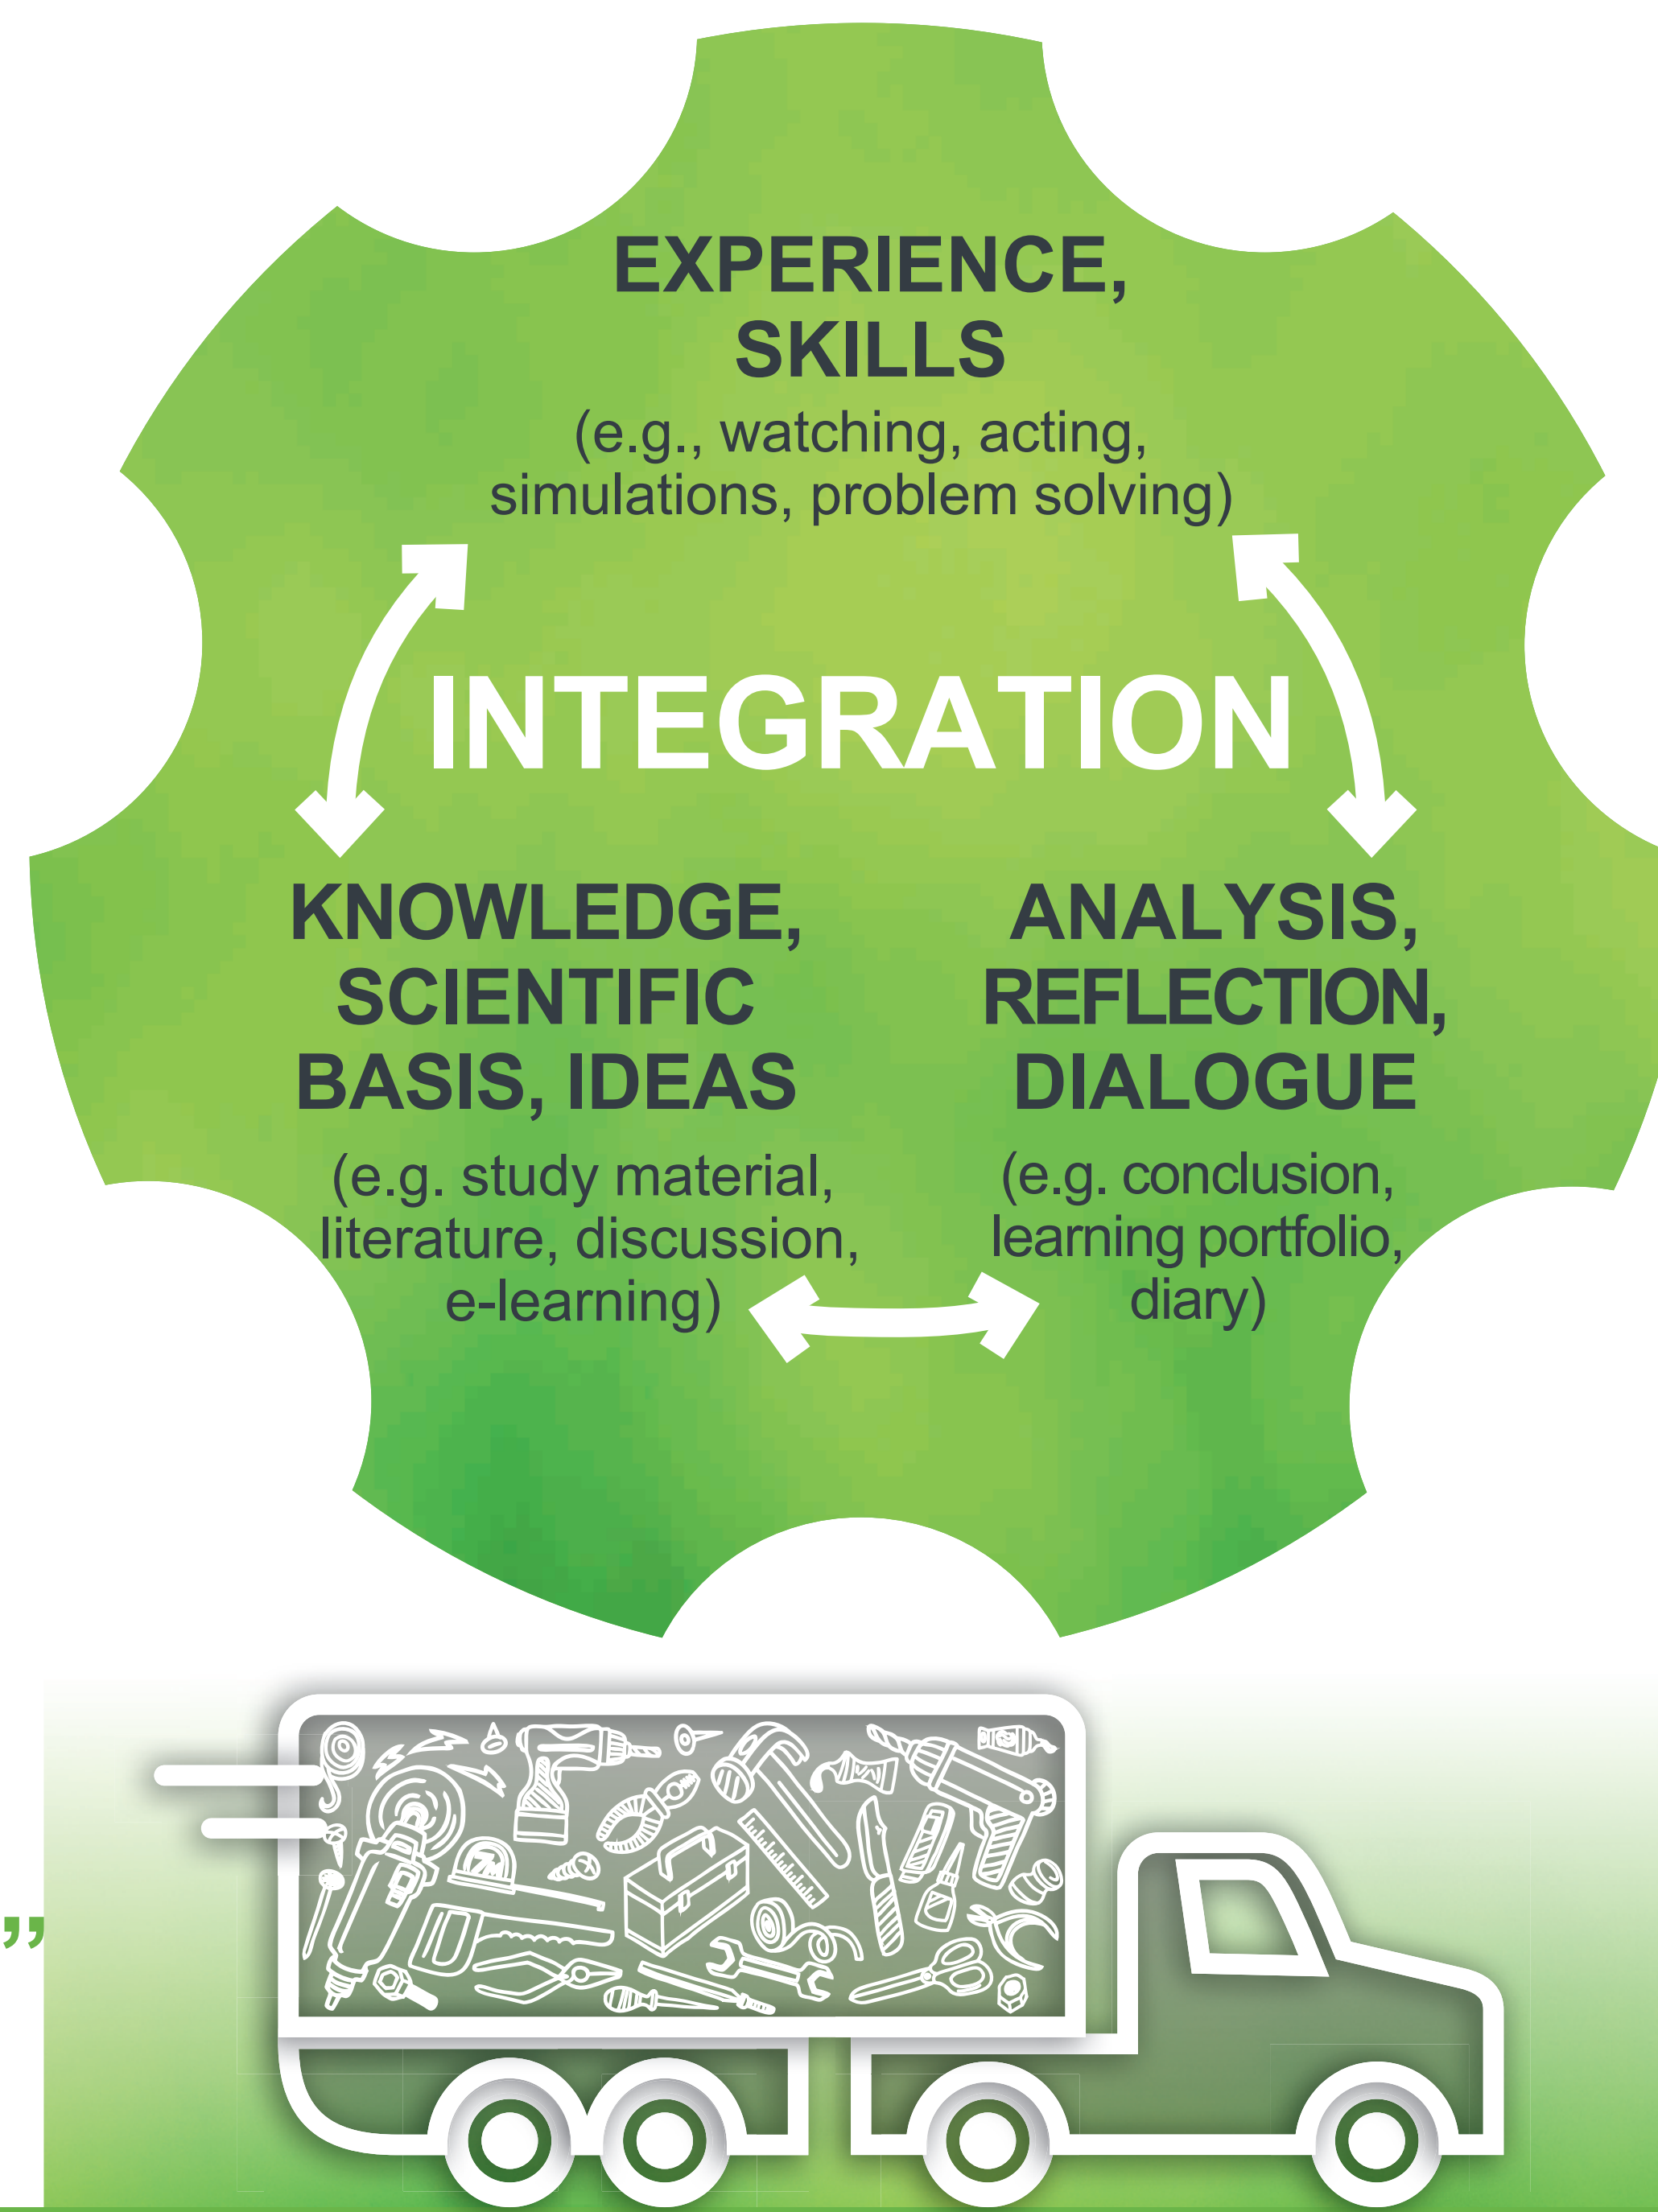 EXPERIENCE,
SKILLS
(e.g., watching, acting,
simulations, problem solving)
INTEGRATION
KNOWLEDGE,
SCIENTIFIC
BASIS, IDEAS
(e.g. study material,
literature, discussion,
e-learning)
ANALYSIS,
REFLECTION,
DIALOGUE
(e.g. conclusion,
learning portfolio,
diary)
”